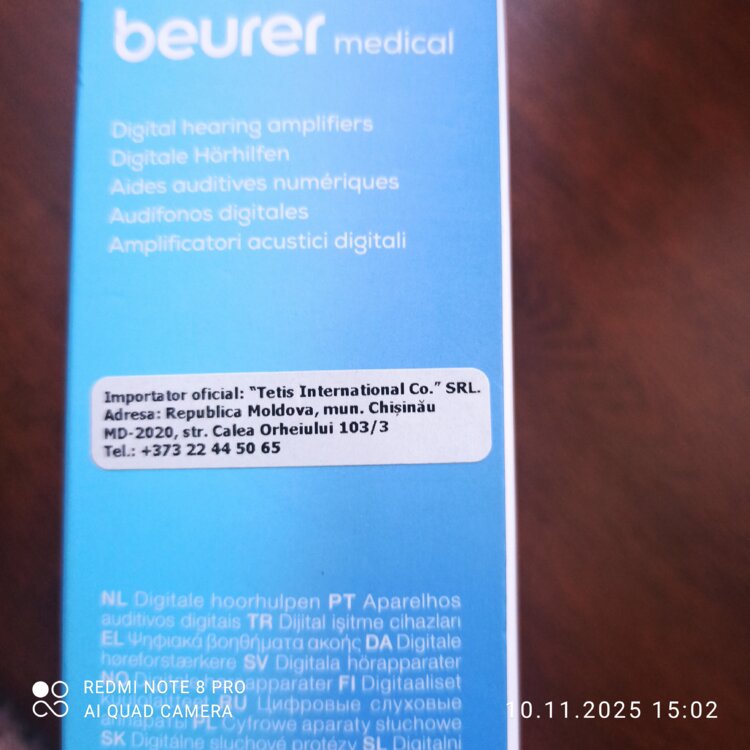 beurer medical
Digital hearing amplifiers
Digitale Hörhilfen
Aides auditives numériques
Audífonos digitales
Amplificatori acustici digitali
Importator oficial: "Tetis International Co." SRL.
Adresa: Republica Moldova, mun. Chișinău
MD-2020, str. Calea Orheiului 103/3
Tel.: +373 22 44 50 65
NL Digitale hoorhulpen PT Aparelhos
auditivos digitais TR Dijital işitme cihazları
EL Ψηφιακά βοηθήματα ακοής DA Digitale
høreforstærkere SV Digitala hörapparater
NO FI Digitaaliset
RU Цифровые слуховые
аппараты PL Cyfrowe aparaty słuchowe
SK Digitálne sluchové protézy SL Digitalni
REDMI NOTE 8 PRO
AI QUAD CAMERA
10.11.2025 15:02